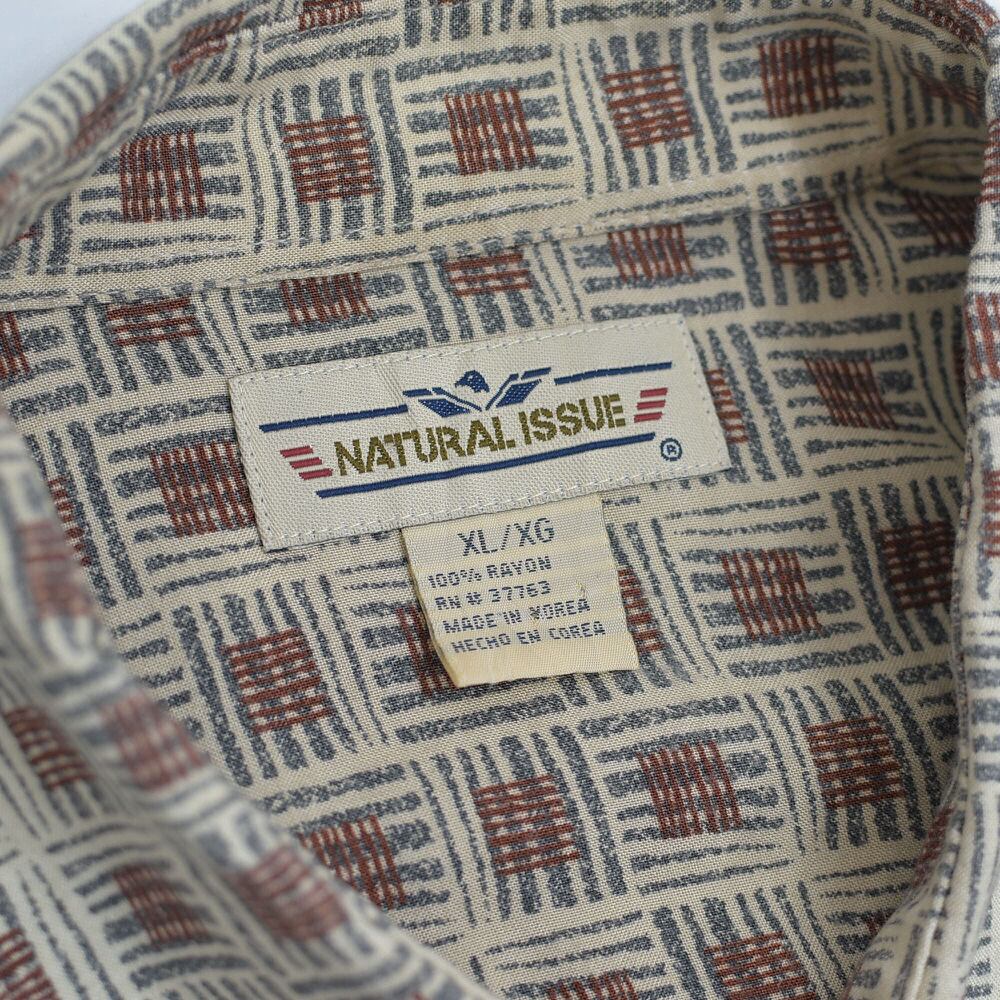 NATURAL ISSUE
®
XL/XG
100% RAYON
RN # 37763
MADE IN KOREA
HECHO EN COREA